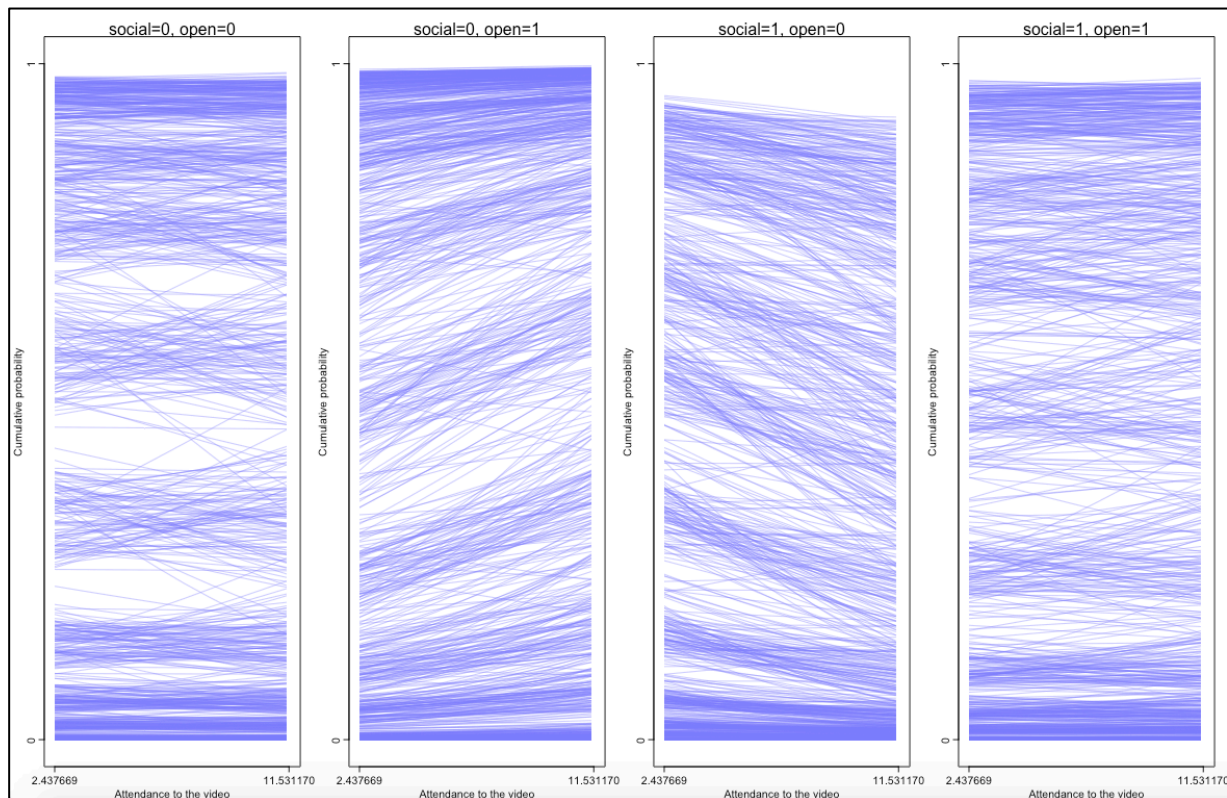 social=0, open=0
social=0, open=1
social=1, open=0
social=1, open=1
Cumulative probability
1
0
2.437669
11.531170
Attendance to the video
Cumulative probability
1
0
2.437669
11.531170
Attendance to the video
Cumulative probability
1
0
2.437669
11.531170
Attendance to the video
Cumulative probability
1
0
2.437669
11.531170
Attendance to the video